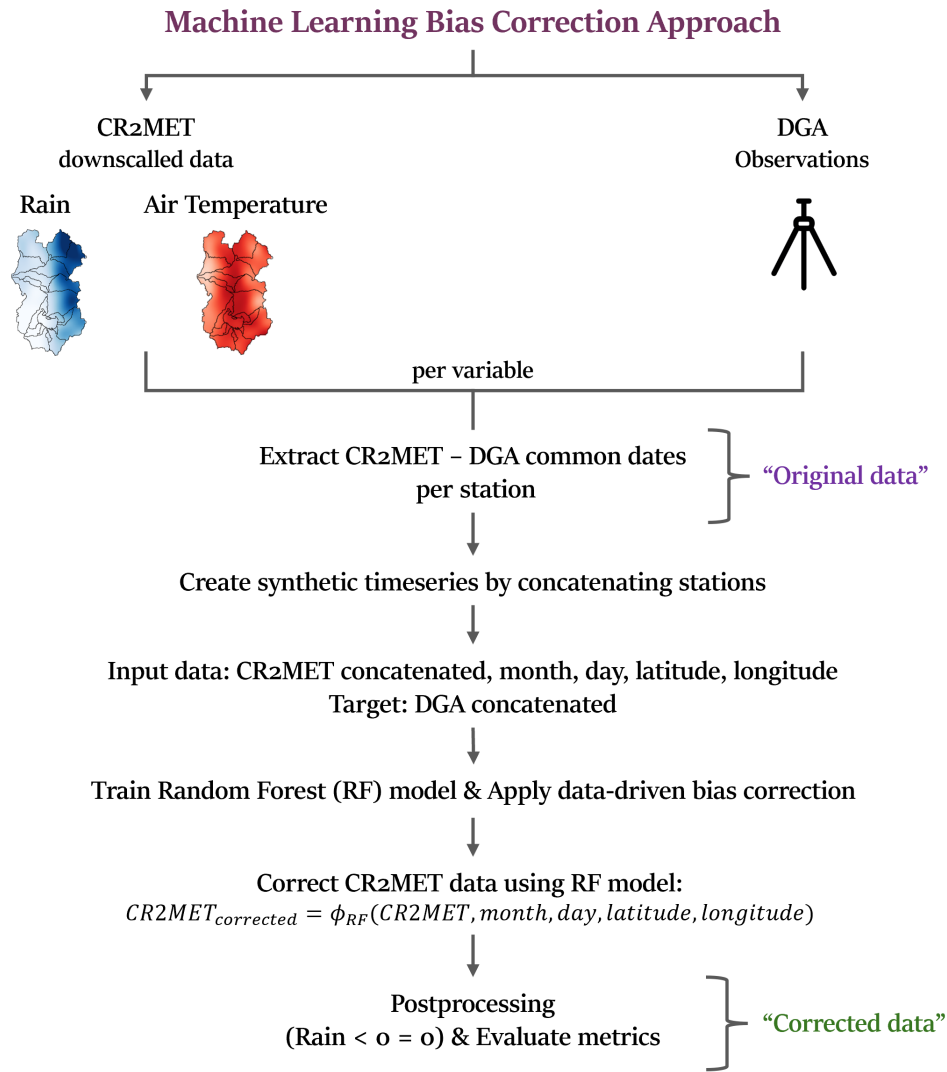 Machine Learning Bias Correction Approach
CR2MET
downscalled data
DGA
Observations
Rain
Air Temperature
per variable
Extract CR2MET – DGA common dates
per station
“Original data”
Create synthetic timeseries by concatenating stations
Input data: CR2MET concatenated, month, day, latitude, longitude
Target: DGA concatenated
Train Random Forest (RF) model & Apply data-driven bias correction
Correct CR2MET data using RF model:
CR2MET_corrected = ϕ_RF(CR2MET, month, day, latitude, longitude)
Postprocessing
(Rain < 0 = 0) & Evaluate metrics
“Corrected data”